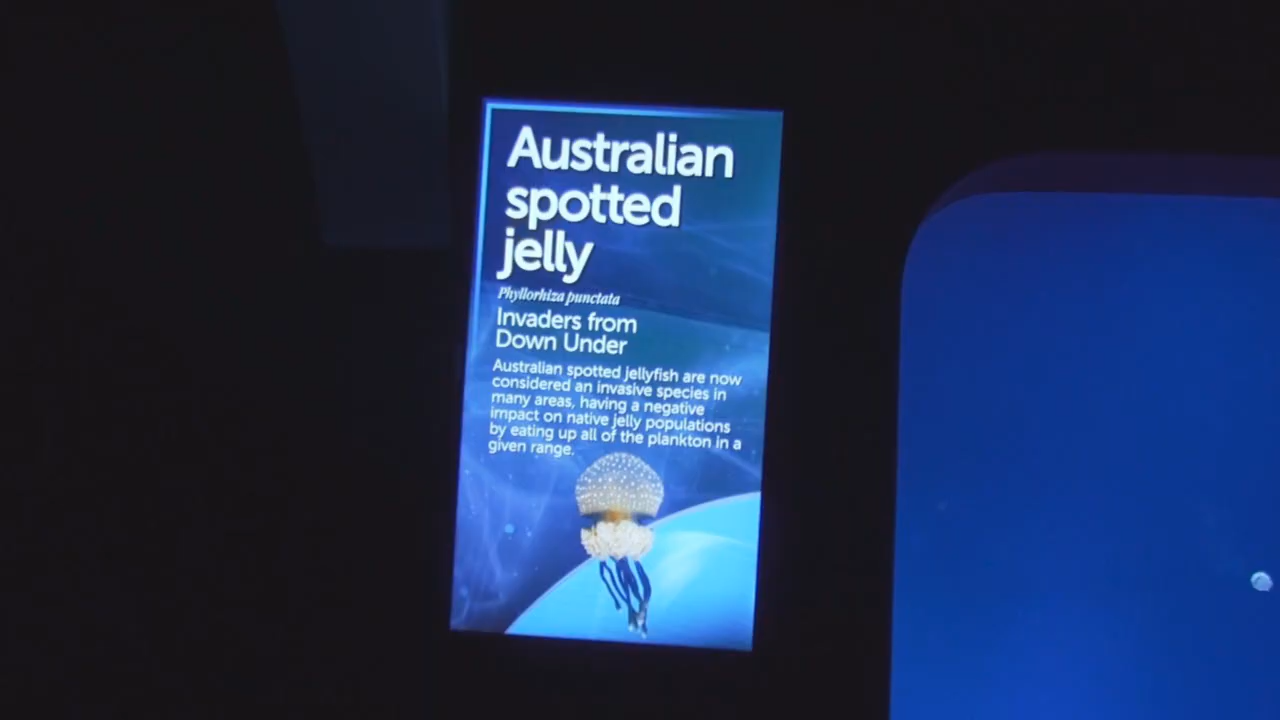 Australian
spotted
jelly
Phyllorhiza punctata
Invaders from
Down Under
Australian spotted jellyfish are now
considered an invasive species in
many areas, having a negative
impact on native jelly populations
by eating up all of the plankton in a
given range.